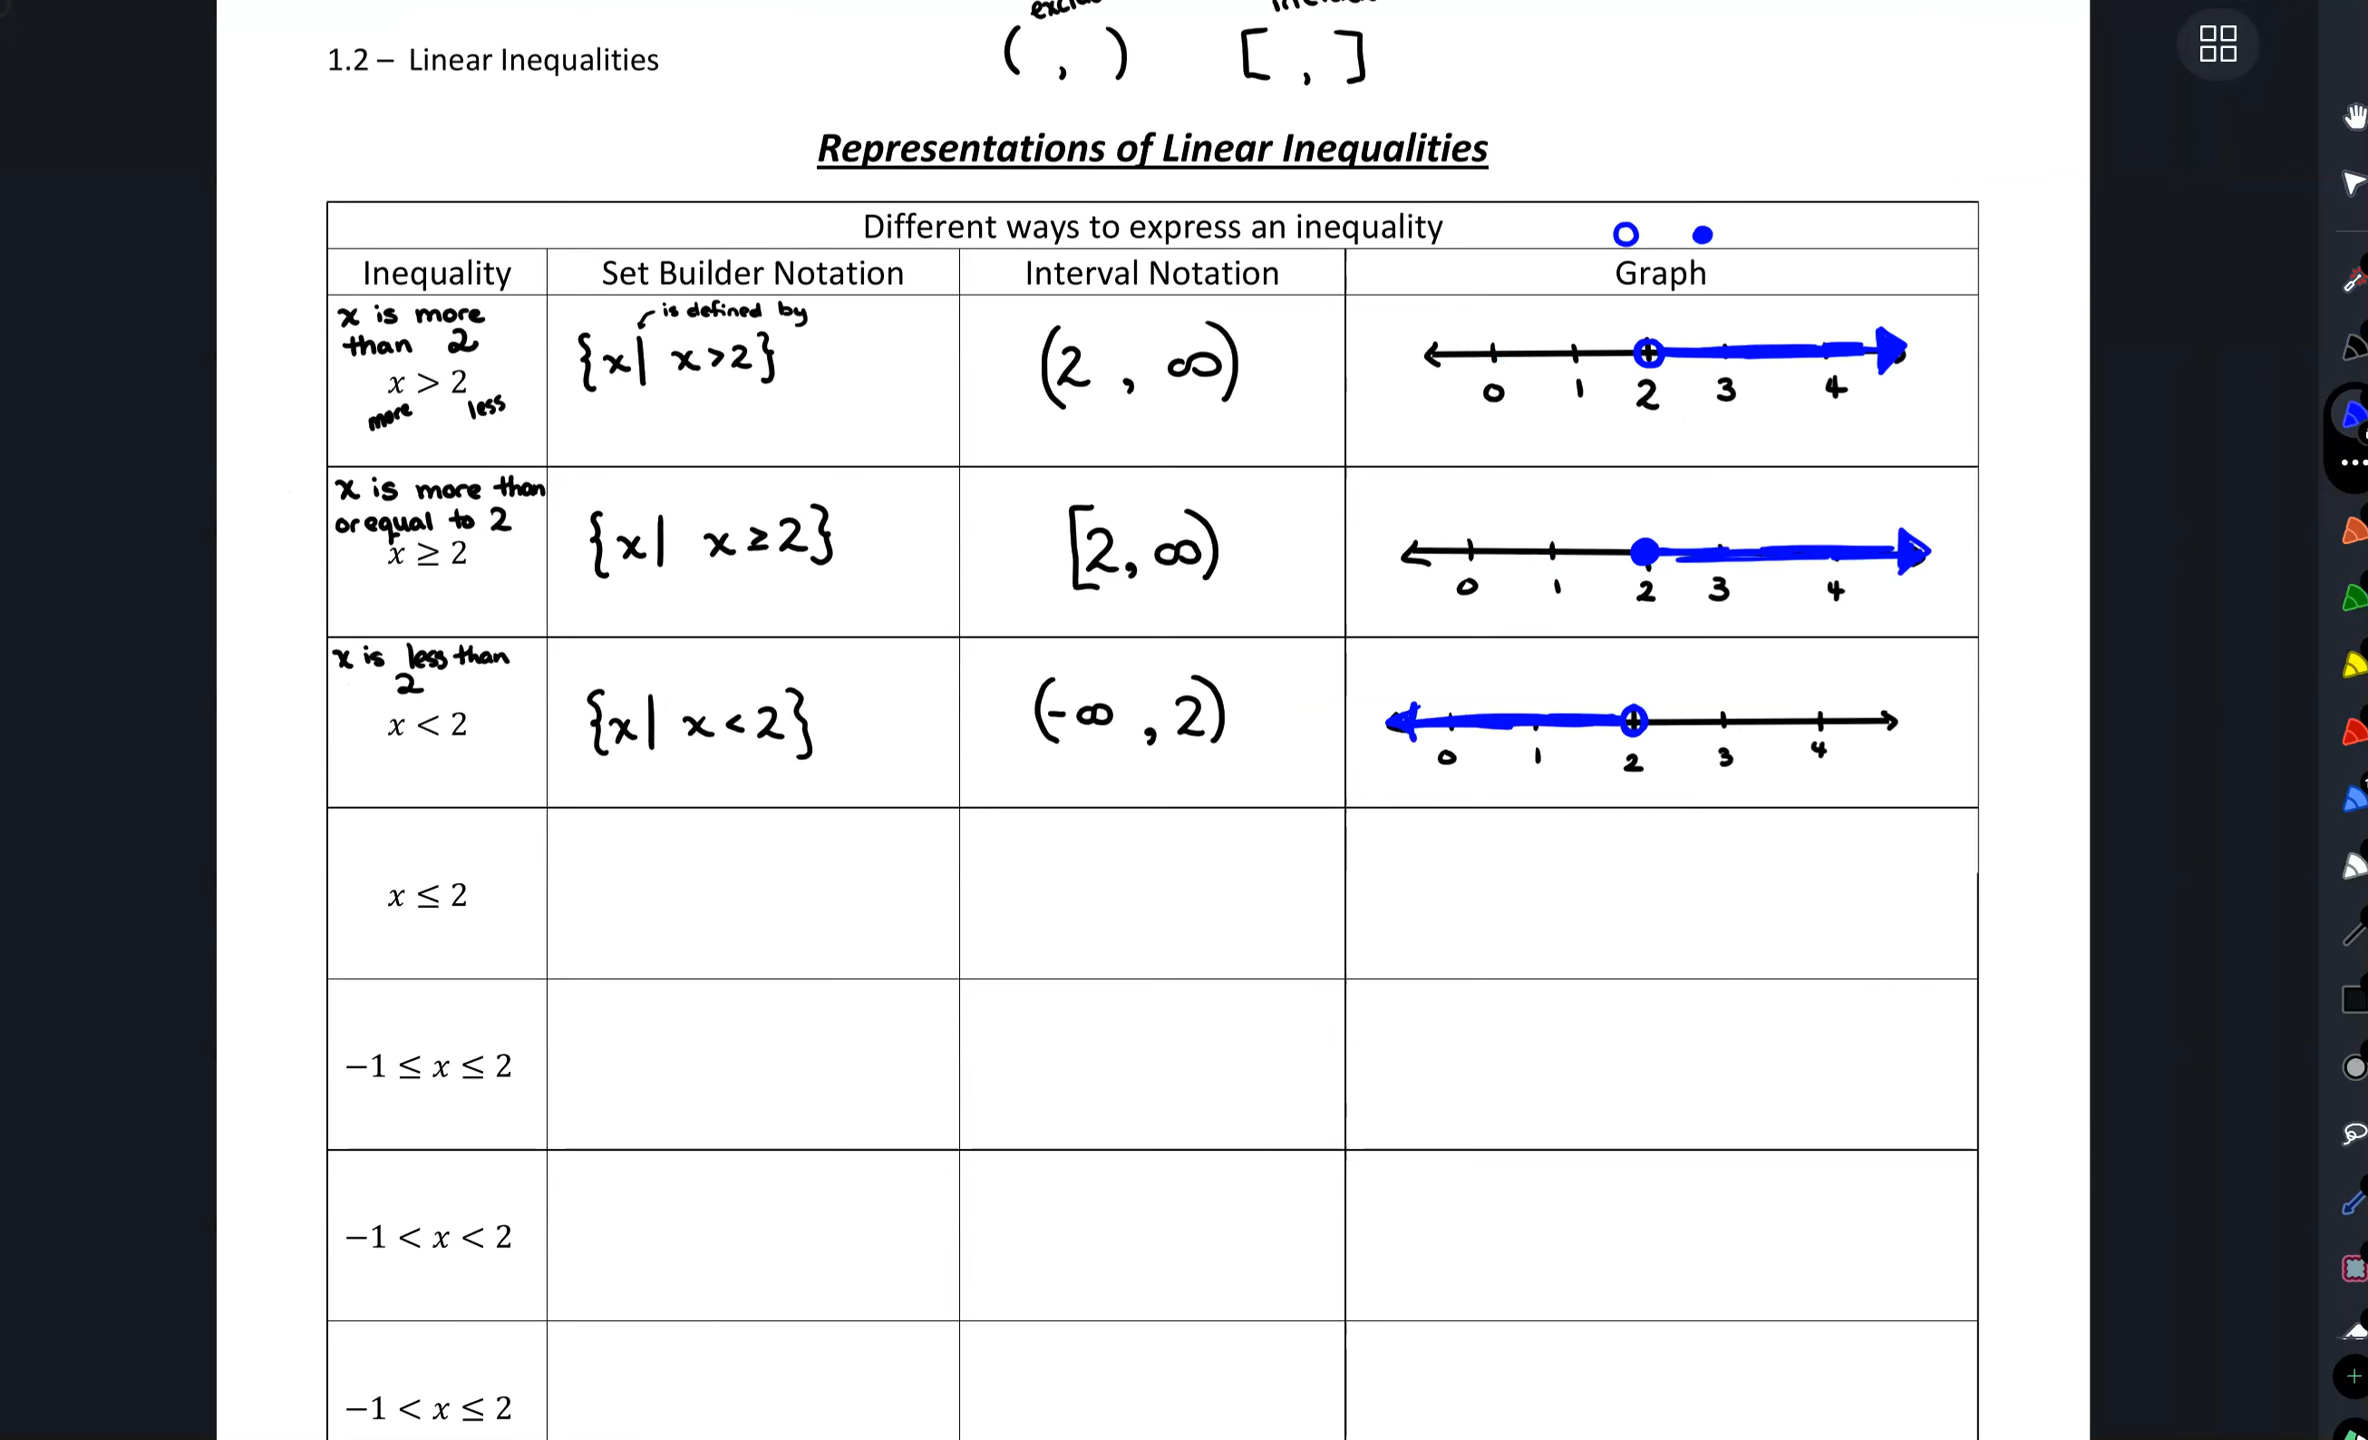 1.2 – Linear Inequalities
( , ) [ , ]
Representations of Linear Inequalities
Different ways to express an inequality
Inequality Set Builder Notation Interval Notation Graph
x is more
than 2
x > 2
more less
is defined by
{x| x>2}
(2, ∞)
0 1 2 3 4
x is more than
or equal to 2
x ≥ 2
{x| x≥2}
[2, ∞)
0 1 2 3 4
x is less than
2
x < 2
{x| x<2}
(-∞, 2)
0 1 2 3 4
x ≤ 2
−1 ≤ x ≤ 2
−1 < x < 2
−1 < x ≤ 2